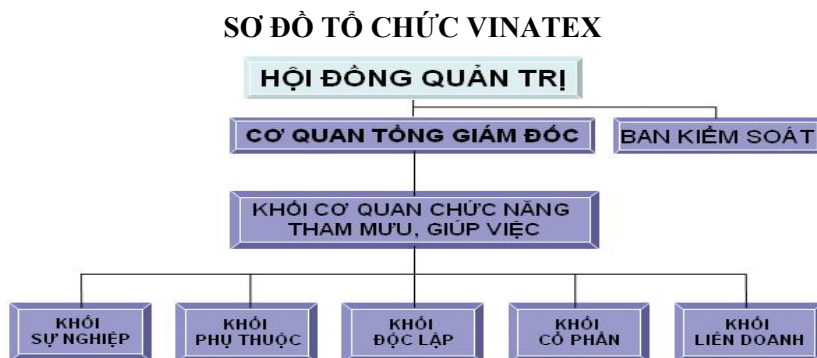 SƠ ĐỒ TỔ CHỨC VINATEX
HỘI ĐỒNG QUẢN TRỊ
CƠ QUAN TỔNG GIÁM ĐỐC
BAN KIỂM SOÁT
KHỐI CƠ QUAN CHỨC NĂNG
THAM MƯU, GIÚP VIỆC
KHỐI
SỰ NGHIỆP
KHỐI
PHỤ THUỘC
KHỐI
ĐỘC LẬP
KHỐI
CỔ PHẦN
KHỐI
LIÊN DOANH